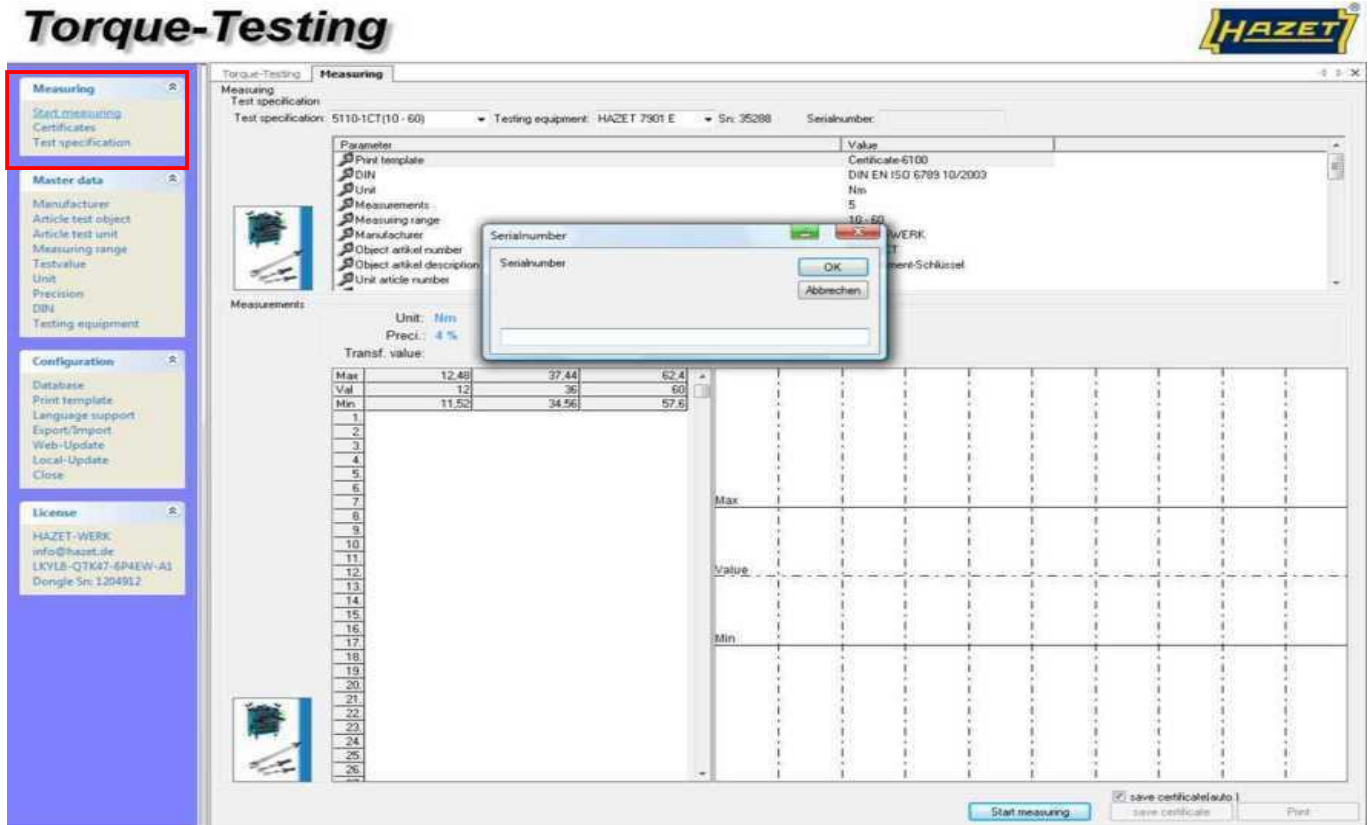 Torque-Testing
HAZET
Measuring
Start measuring
Certificates
Test specification
Master data
Manufacturer
Article test object
Article test unit
Measuring range
Testvalue
Unit
Precision
DIN
Testing equipment
Configuration
Database
Print template
Language support
Export/Import
Web-Update
Local-Update
Close
License
HAZET-WERK
info@hazet.de
LKYLB-QTK47-6P4EW-A1
Dongle Sn: 1204912
Torque-Testing Measuring
Measuring
Test specification
Test specification: 5110-1CT(10 - 60) Testing equipment: HAZET 7901 E Sn: 35288 Serialnumber:
Parameter Value
Print template Certificate-6100
DIN DIN EN ISO 6789 10/2003
Unit Nm
Measurements 5
Measuring range 10 - 60
Manufacturer WERK
Object artikel number CT
Object artikel description ment-Schlüssel
Unit article number
Serialnumber
Serialnumber
OK
Abbrechen
Measurements
Unit: Nm
Preci.: 4 %
Transf. value:
Max 12,48 37,44 62,4
Val 12 36 60
Min 11,52 34,56 57,6
1.
2.
3.
4.
5.
6.
7.
8.
9.
10.
11.
12.
13.
14.
15.
16.
17.
18.
19.
20.
21.
22.
23.
24.
25.
26.
Max
Value
Min
save certificate(auto.)
Start measuring save certificate Print